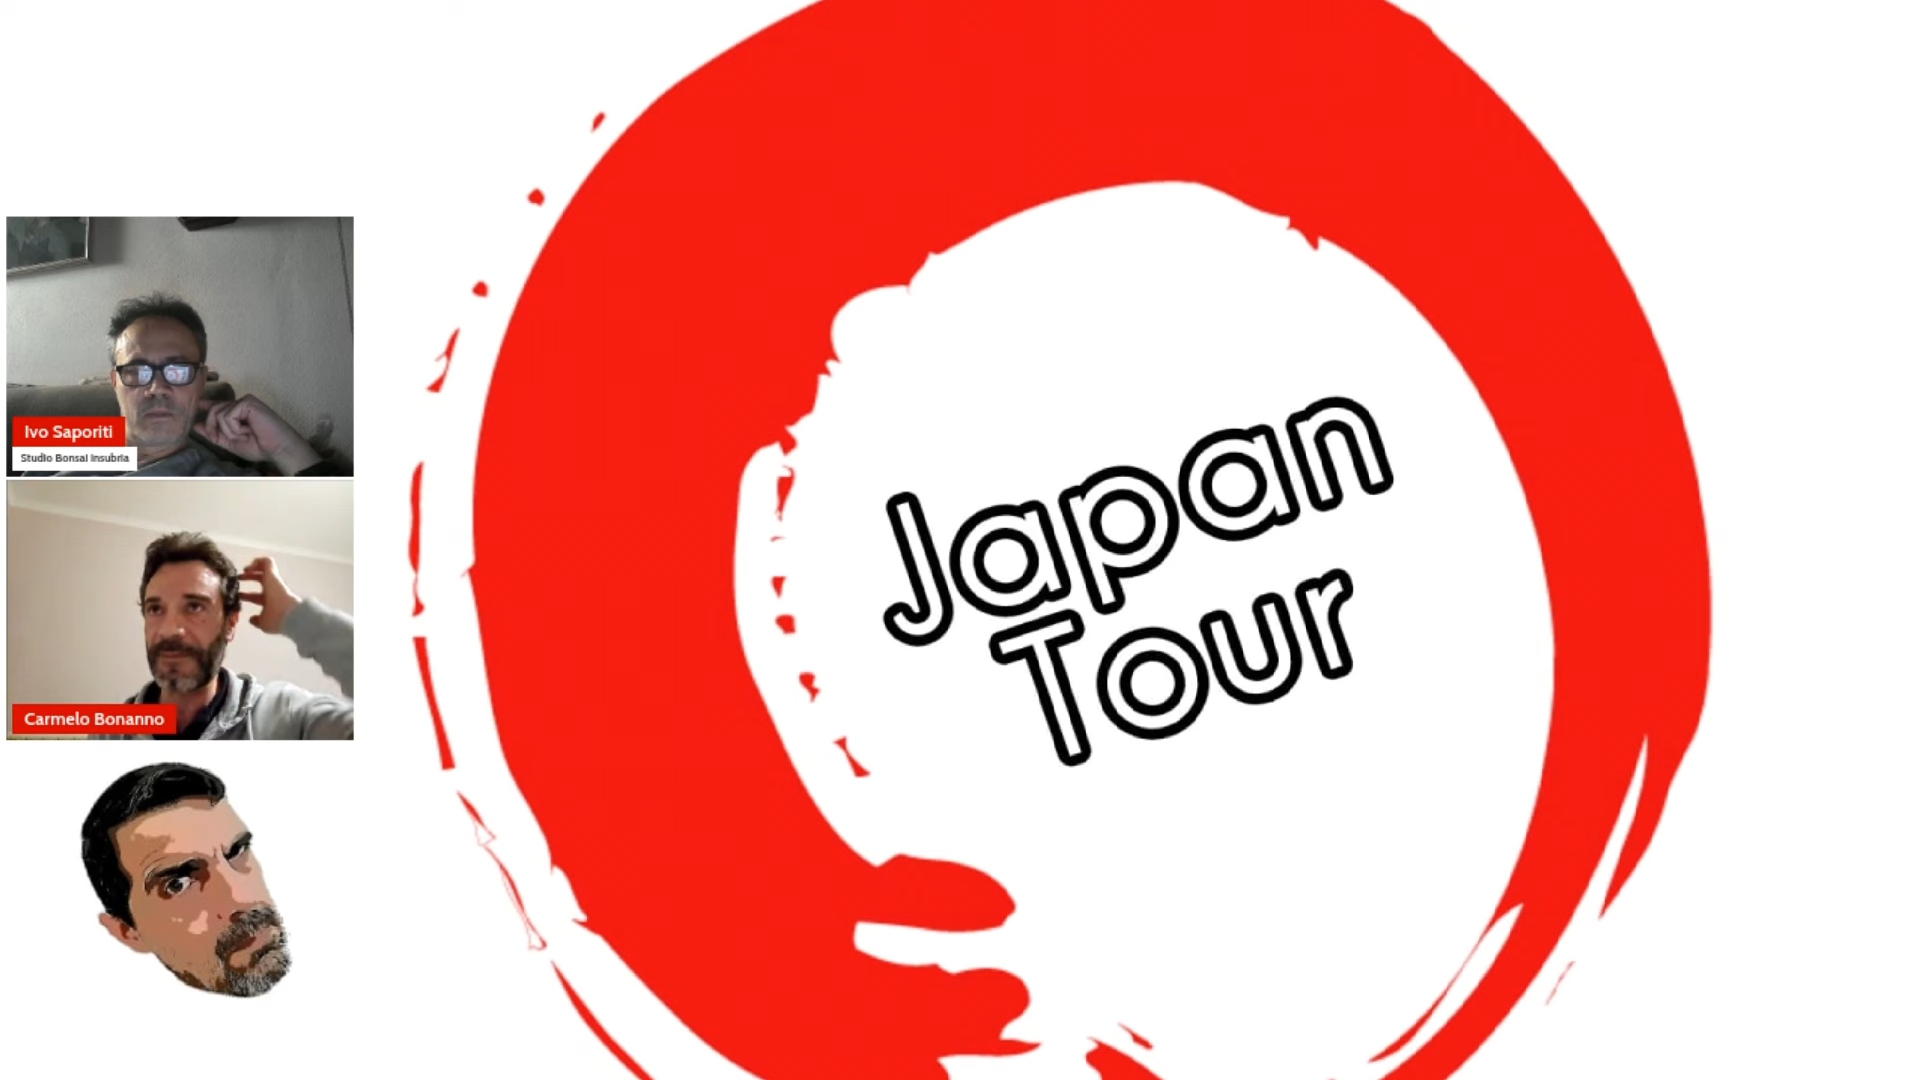 Ivo Saporiti
Studio Bonsai Insubria
Carmelo Bonanno
Japan
Tour